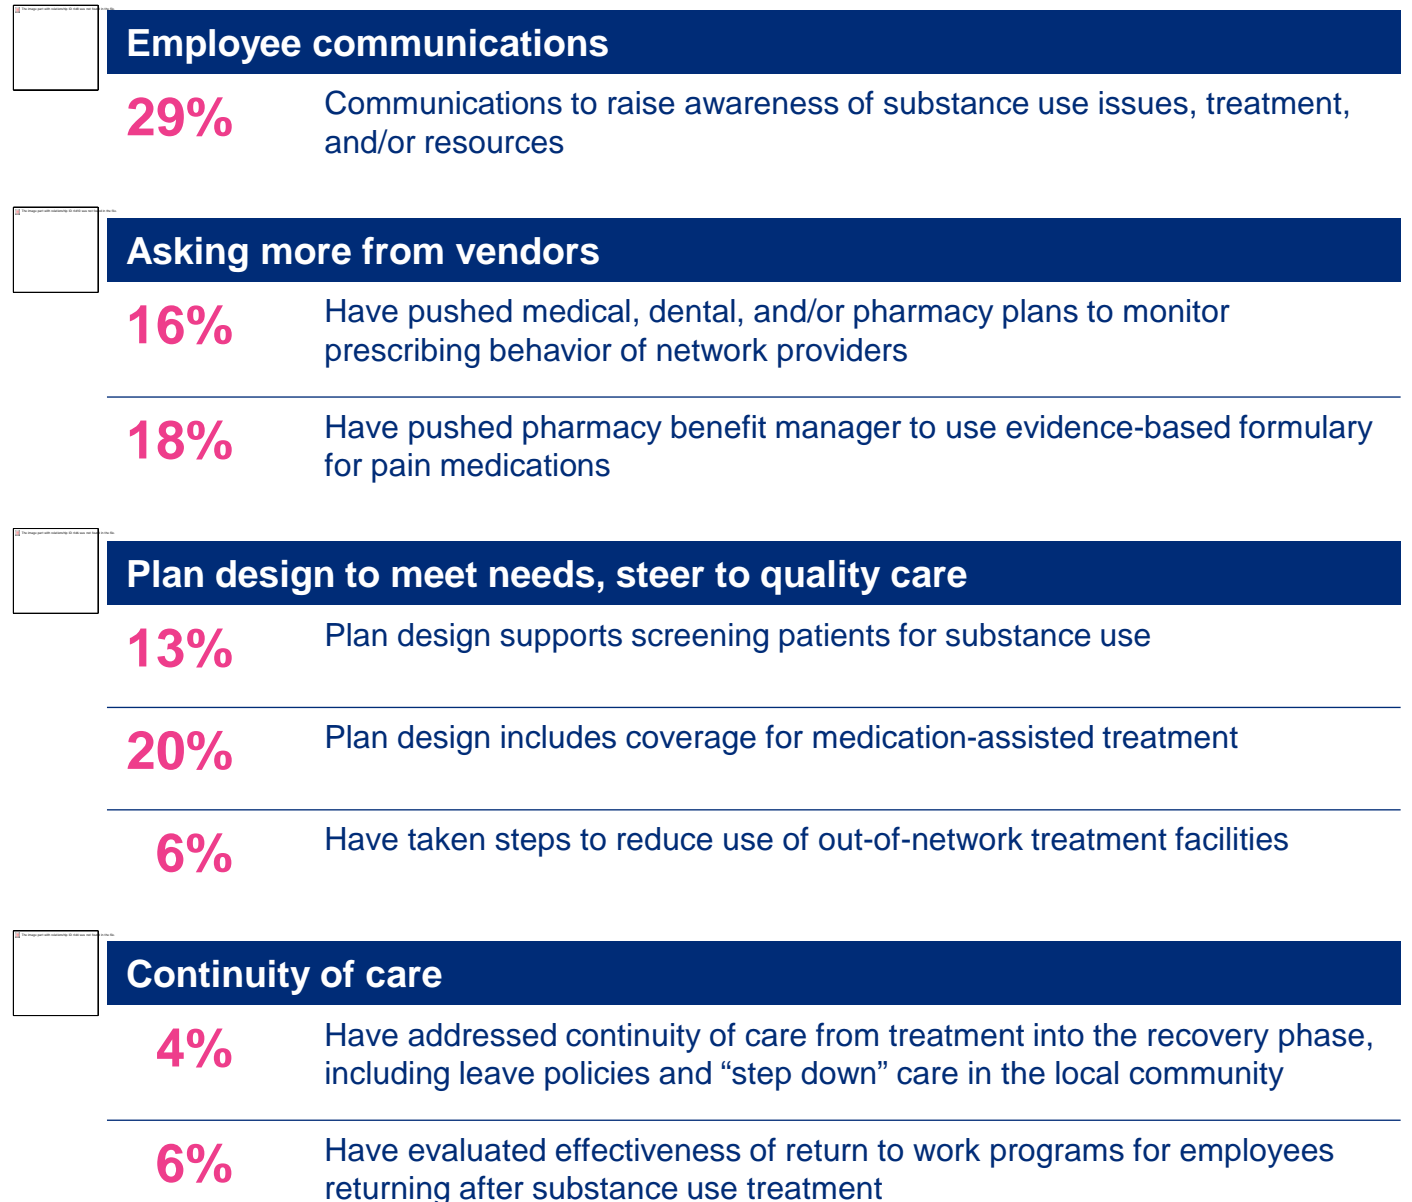 Employee communications
29%
Communications to raise awareness of substance use issues, treatment,
and/or resources
Asking more from vendors
16%
Have pushed medical, dental, and/or pharmacy plans to monitor
prescribing behavior of network providers
18%
Have pushed pharmacy benefit manager to use evidence-based formulary
for pain medications
Plan design to meet needs, steer to quality care
13%
Plan design supports screening patients for substance use
20%
Plan design includes coverage for medication-assisted treatment
6%
Have taken steps to reduce use of out-of-network treatment facilities
Continuity of care
4%
Have addressed continuity of care from treatment into the recovery phase,
including leave policies and “step down” care in the local community
6%
Have evaluated effectiveness of return to work programs for employees
returning after substance use treatment